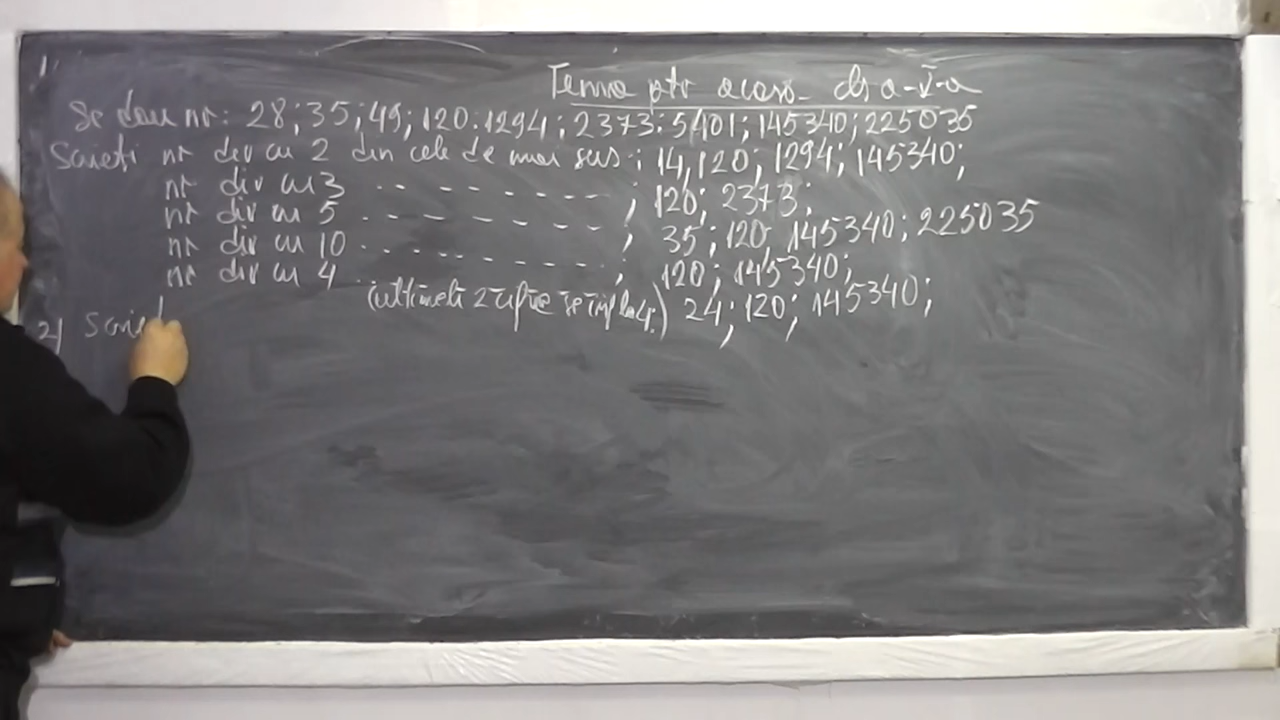 1.
Tema ptr acasă cls a-V-a
Se dau nr: 28; 35; 49; 120; 1294; 2373; 5401; 145340; 225035
Scrieti nr div cu 2 din cele de mai sus; 14, 120; 1294; 145340;
nr div cu 3 .. - - - - - - - ; 120; 2373;
nr div cu 5 . . - - - - - - - ; 35; 120, 145340; 225035
nr div cu 10 . . . . - - - - - . ; 120; 145340;
nr div cu 4 .. (ultimele 2 cifre se împ la 4:) 24; 120; 145340;
2) Scrie